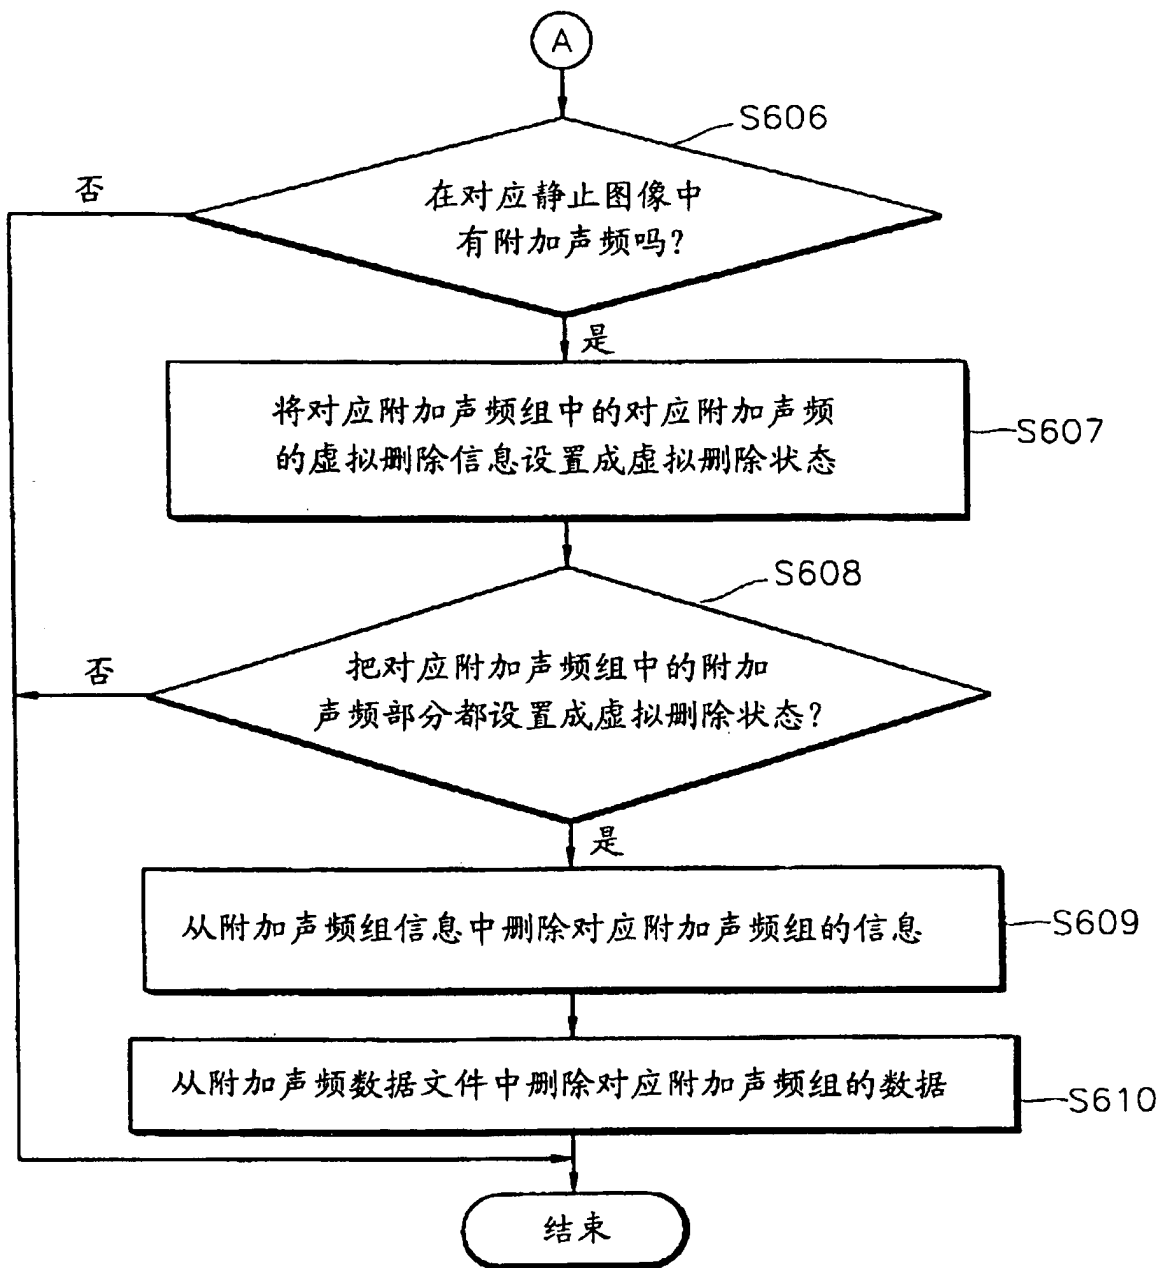 A
S606
否
在对应静止图像中
有附加声频吗?
是
将对应附加声频组中的对应附加声频
的虚拟删除信息设置成虚拟删除状态
S607
S608
否
把对应附加声频组中的附加
声频部分都设置成虚拟删除状态?
是
从附加声频组信息中删除对应附加声频组的信息
S609
从附加声频数据文件中删除对应附加声频组的数据
S610
结束